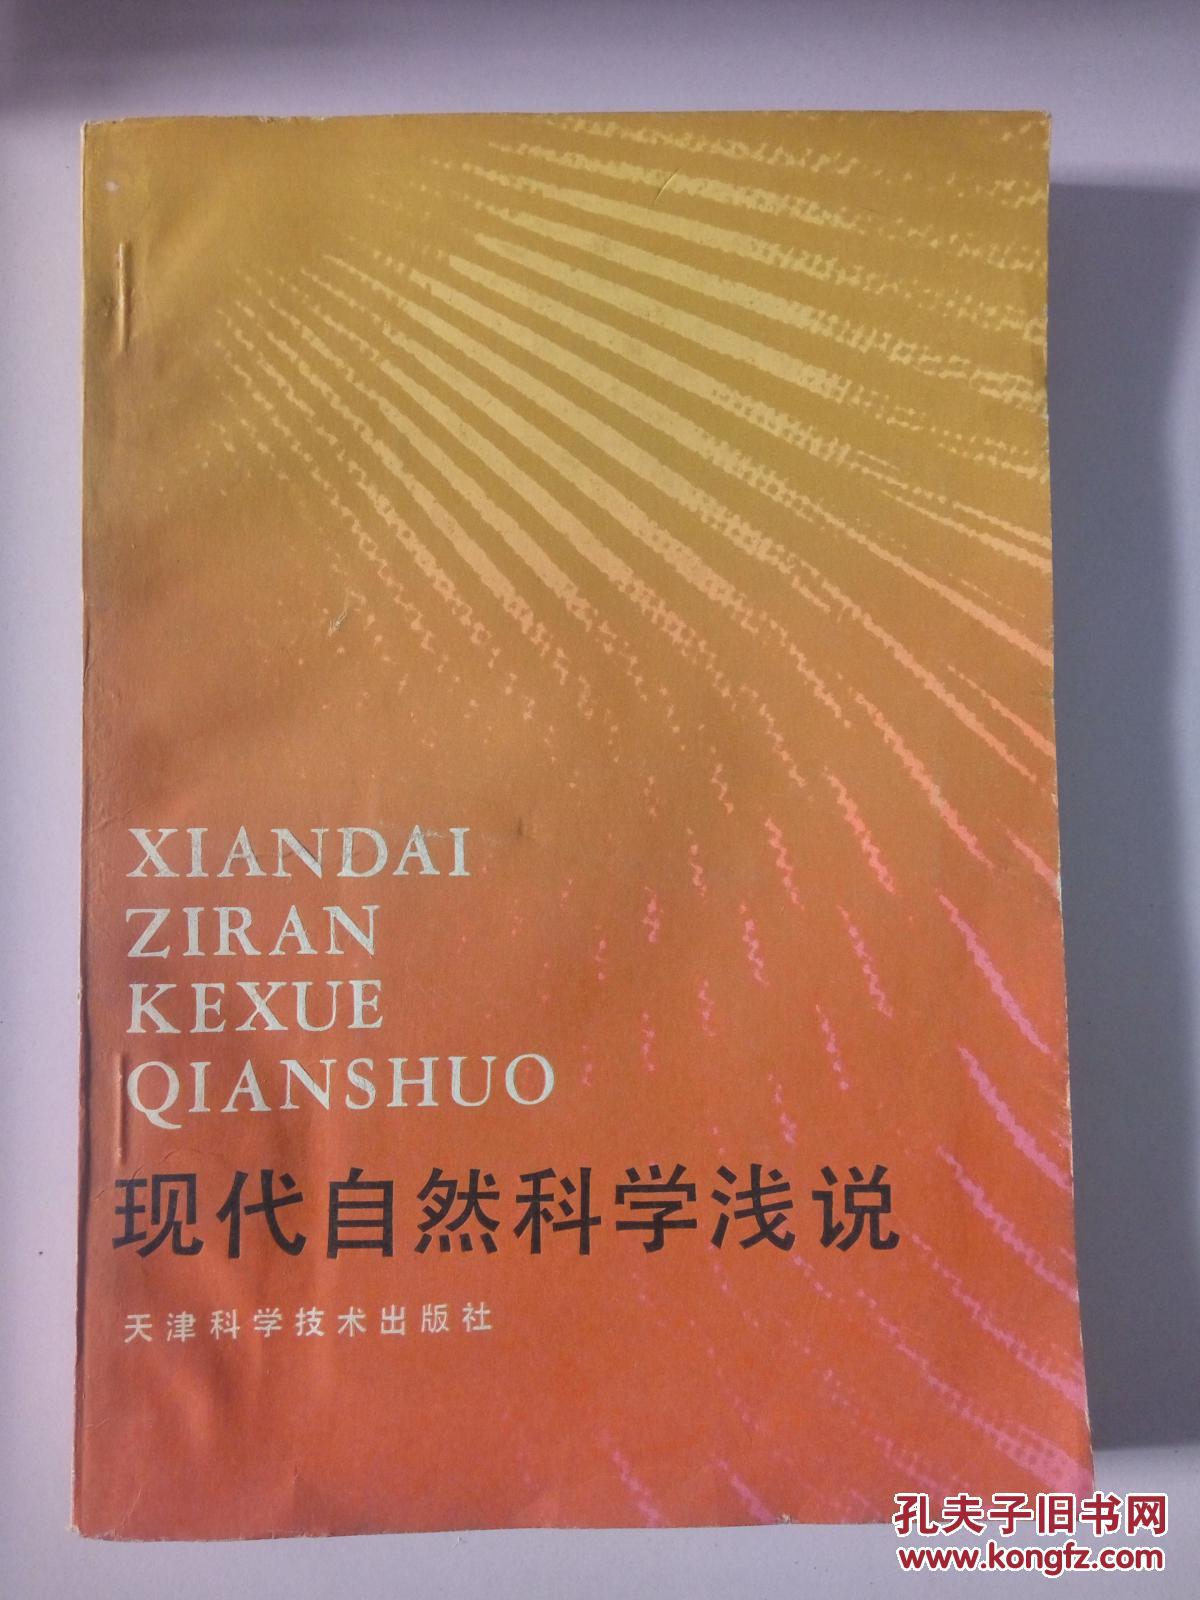 XIANDAI
ZIRAN
KEXUE
QIANSHUO
现代自然科学浅说
天津科学技术出版社
孔夫子旧书网
www.kongfz.com